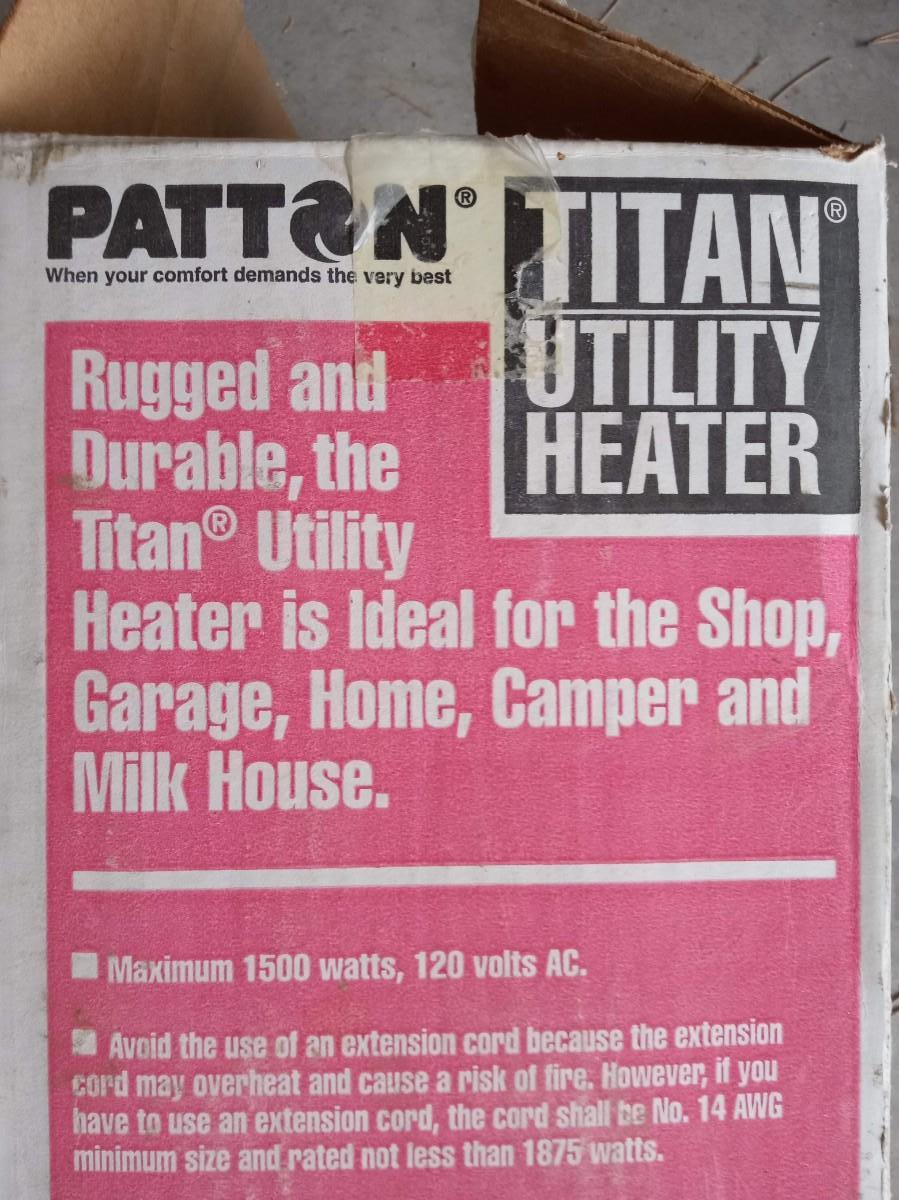 PATTON®
When your comfort demands the very best
TITAN®
UTILITY
HEATER
Rugged and
Durable, the
Titan® Utility
Heater is Ideal for the Shop,
Garage, Home, Camper and
Milk House.
Maximum 1500 watts, 120 volts AC.
Avoid the use of an extension cord because the extension
cord may overheat and cause a risk of fire. However, if you
have to use an extension cord, the cord shall be No. 14 AWG
minimum size and rated not less than 1875 watts.